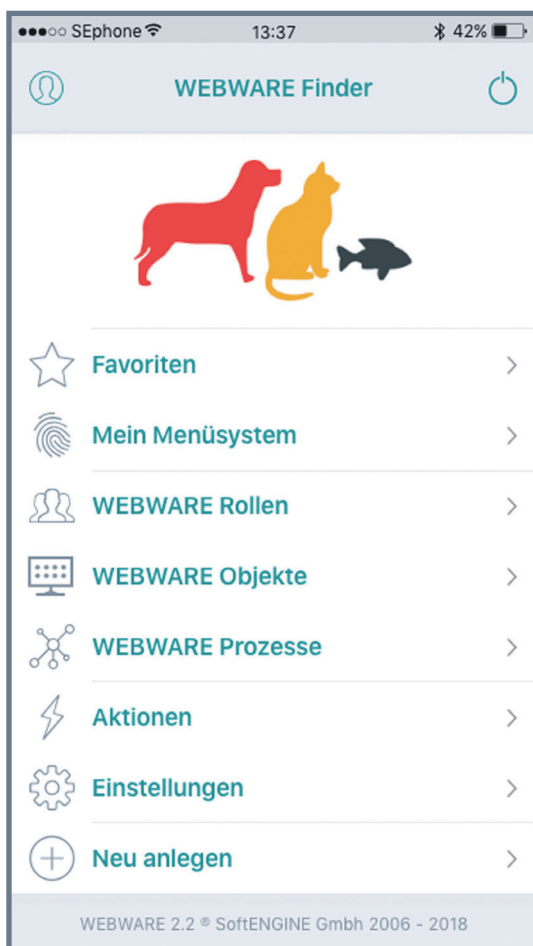 SEphone 13:37 42%
WEBWARE Finder
Favoriten
Mein Menüsystem
WEBWARE Rollen
WEBWARE Objekte
WEBWARE Prozesse
Aktionen
Einstellungen
Neu anlegen
WEBWARE 2.2 ® SoftENGINE Gmbh 2006 - 2018